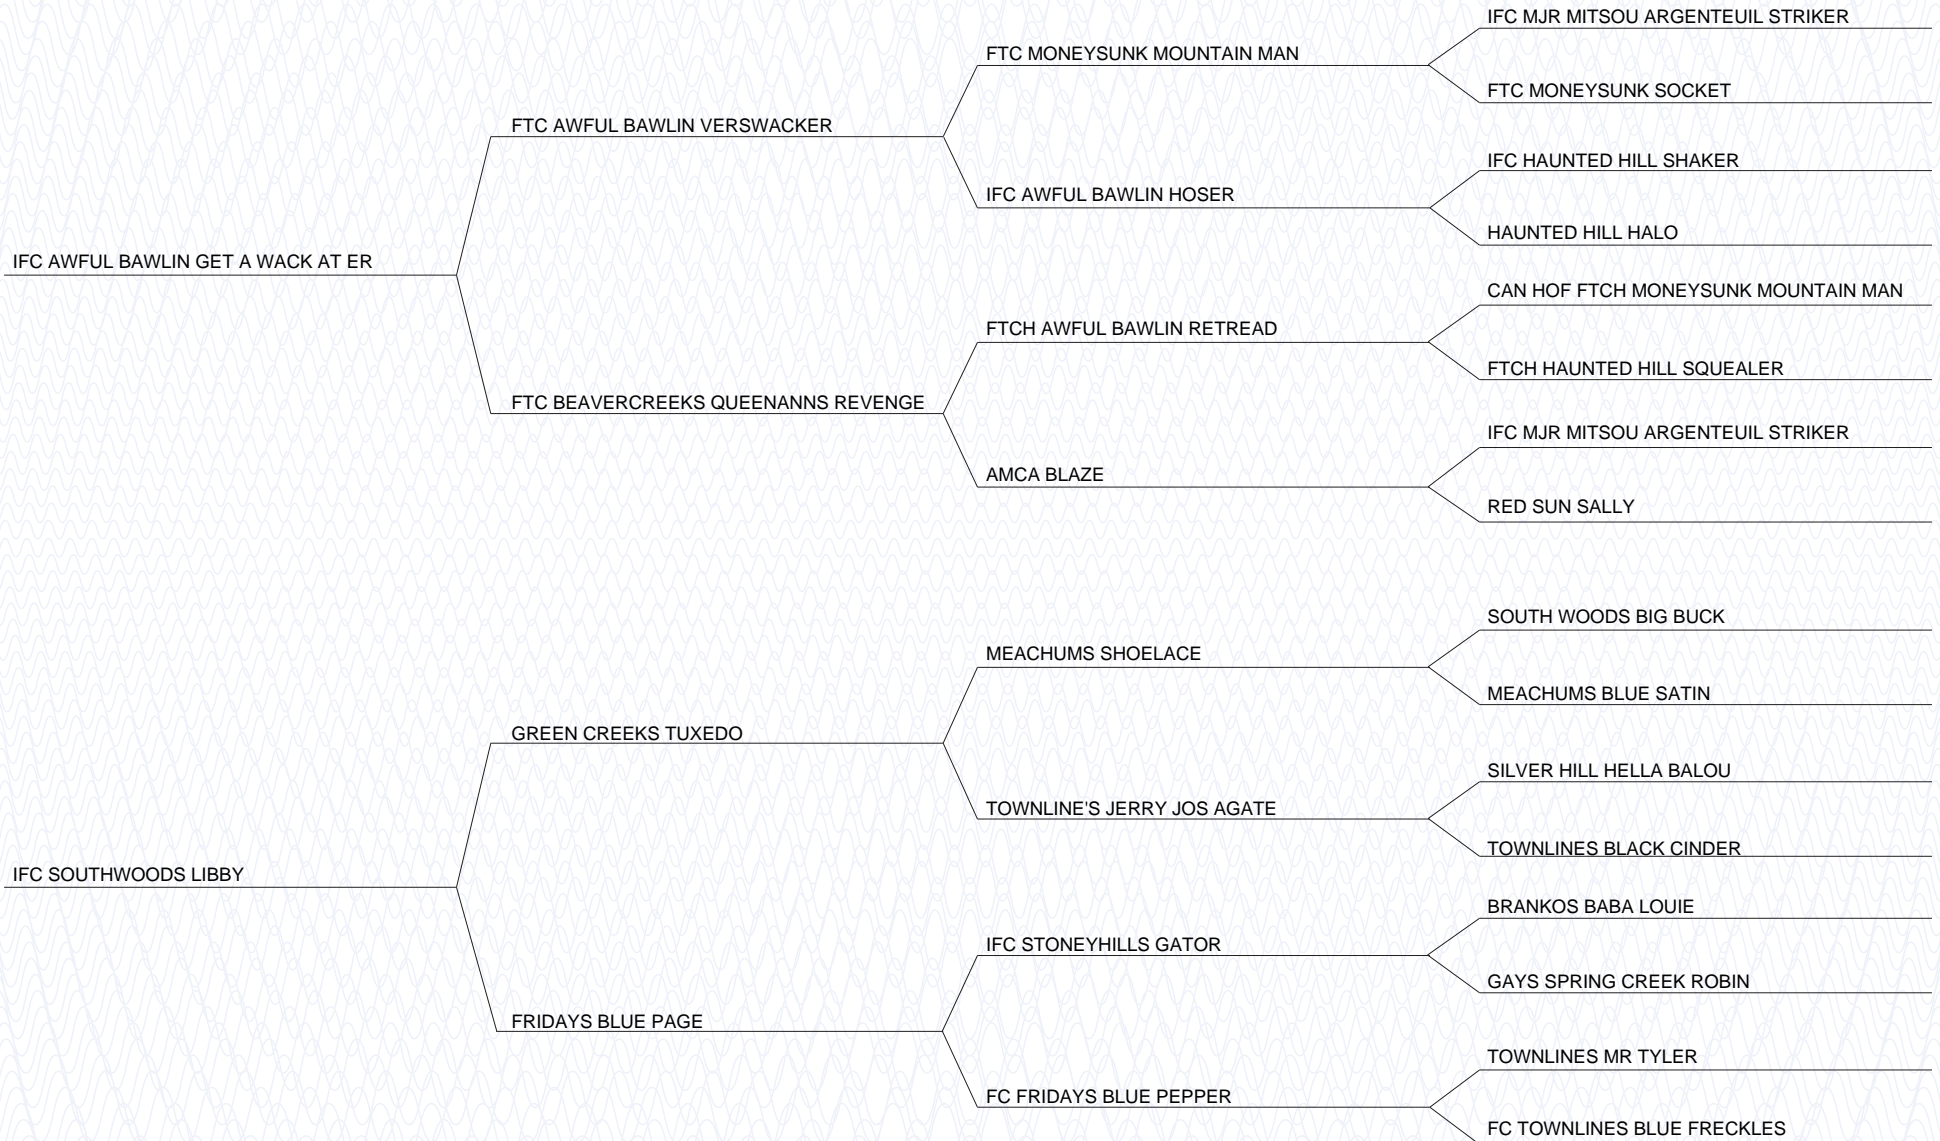 IFC MJR MITSOU ARGENTEUIL STRIKER
FTC MONEYSUNK MOUNTAIN MAN
FTC MONEYSUNK SOCKET
FTC AWFUL BAWLIN VERSWACKER
IFC HAUNTED HILL SHAKER
IFC AWFUL BAWLIN HOSER
HAUNTED HILL HALO
IFC AWFUL BAWLIN GET A WACK AT ER
CAN HOF FTCH MONEYSUNK MOUNTAIN MAN
FTCH AWFUL BAWLIN RETREAD
FTCH HAUNTED HILL SQUEALER
FTC BEAVERCREEKS QUEENANNS REVENGE
IFC MJR MITSOU ARGENTEUIL STRIKER
AMCA BLAZE
RED SUN SALLY
SOUTH WOODS BIG BUCK
MEACHUMS SHOELACE
MEACHUMS BLUE SATIN
GREEN CREEKS TUXEDO
SILVER HILL HELLA BALOU
TOWNLINE'S JERRY JOS AGATE
TOWNLINES BLACK CINDER
IFC SOUTHWOODS LIBBY
BRANKOS BABA LOUIE
IFC STONEYHILLS GATOR
GAYS SPRING CREEK ROBIN
FRIDAYS BLUE PAGE
TOWNLINES MR TYLER
FC FRIDAYS BLUE PEPPER
FC TOWNLINES BLUE FRECKLES